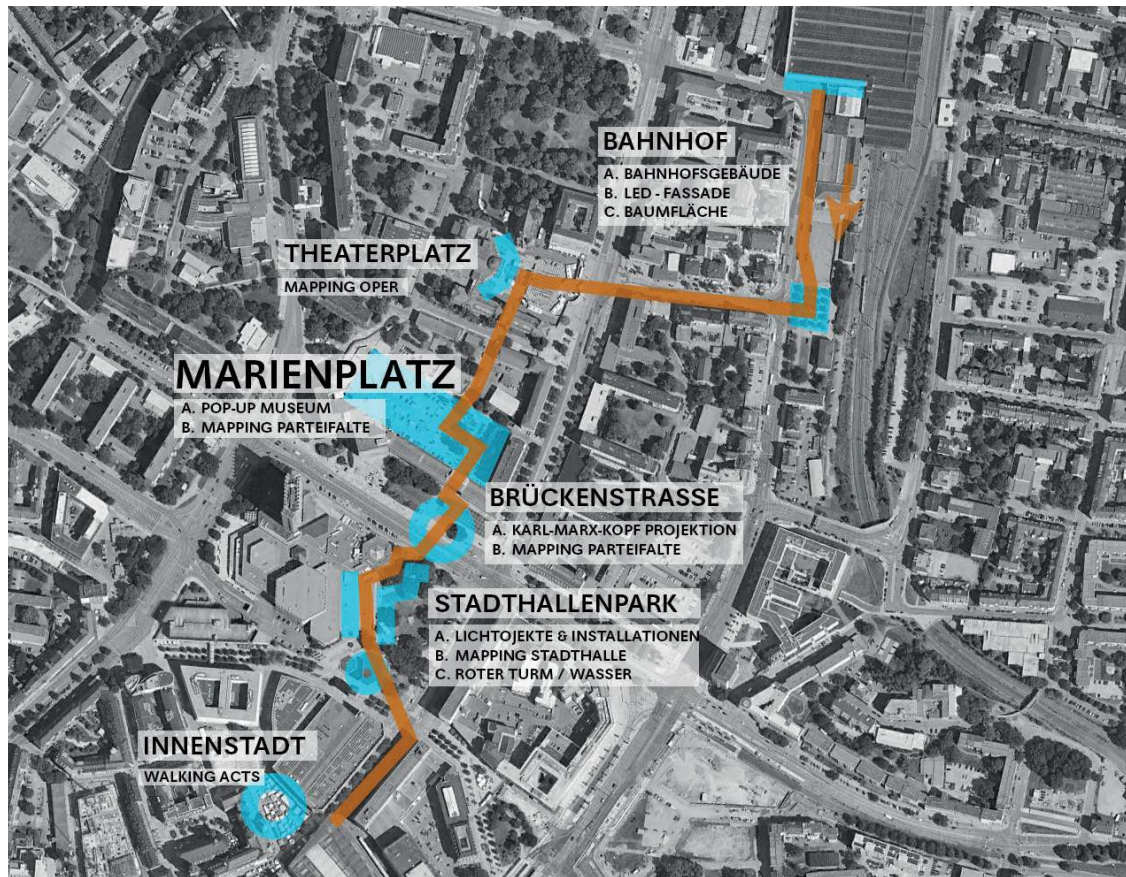 BAHNHOF
A. BAHNHOFSGEBÄUDE
B. LED - FASSADE
C. BAUMFLÄCHE
THEATERPLATZ
MAPPING OPER
MARIENPLATZ
A. POP-UP MUSEUM
B. MAPPING PARTEIFALTE
BRÜCKENSTRASSE
A. KARL-MARX-KOPF PROJEKTION
B. MAPPING PARTEIFALTE
STADTHALLENPARK
A. LICHTOJEKTE & INSTALLATIONEN
B. MAPPING STADTHALLE
C. ROTER TURM / WASSER
INNENSTADT
WALKING ACTS